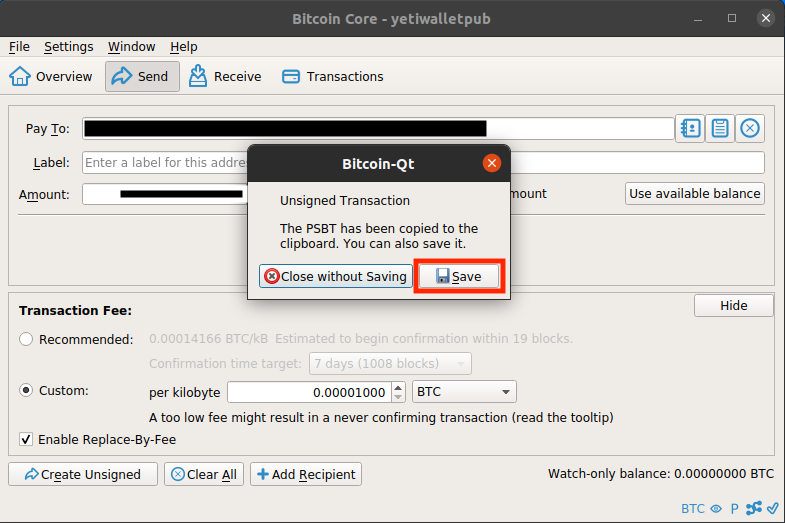 Bitcoin Core - yetiwalletpub
File Settings Window Help
Overview Send Receive Transactions
Pay To:
Label: Enter a label for this addre
Amount: mount Use available balance
Bitcoin-Qt
Unsigned Transaction
The PSBT has been copied to the
clipboard. You can also save it.
Close without Saving Save
Transaction Fee: Hide
Recommended: 0.00014166 BTC/kB Estimated to begin confirmation within 19 blocks.
Confirmation time target: 7 days (1008 blocks)
Custom: per kilobyte 0.00001000 BTC
A too low fee might result in a never confirming transaction (read the tooltip)
Enable Replace-By-Fee
Create Unsigned Clear All Add Recipient Watch-only balance: 0.00000000 BTC
BTC P